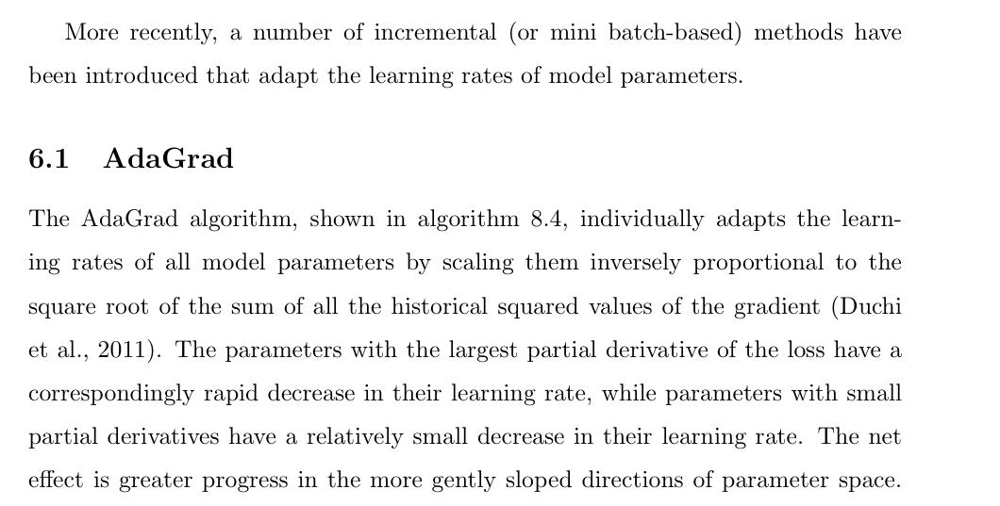 More recently, a number of incremental (or mini batch-based) methods have
been introduced that adapt the learning rates of model parameters.
6.1 AdaGrad
The AdaGrad algorithm, shown in algorithm 8.4, individually adapts the learn-
ing rates of all model parameters by scaling them inversely proportional to the
square root of the sum of all the historical squared values of the gradient (Duchi
et al., 2011). The parameters with the largest partial derivative of the loss have a
correspondingly rapid decrease in their learning rate, while parameters with small
partial derivatives have a relatively small decrease in their learning rate. The net
effect is greater progress in the more gently sloped directions of parameter space.